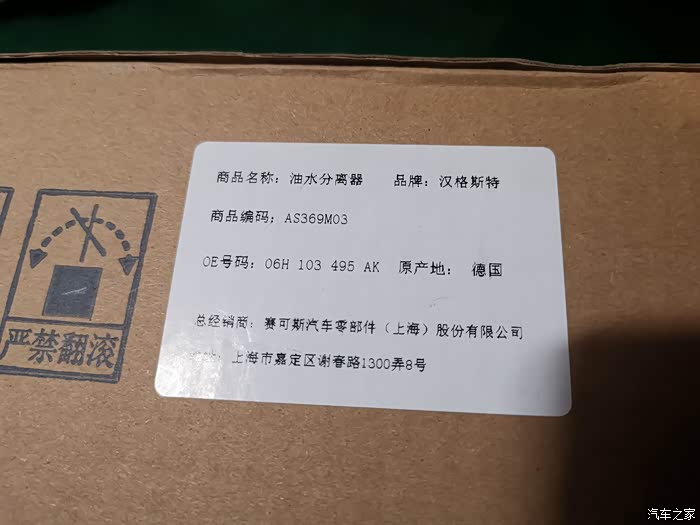 商品名称：油水分离器 品牌：汉格斯特
商品编码：AS369M03
OE号码：06H 103 495 AK 原产地： 德国
总经销商：赛可斯汽车零部件（上海）股份有限公司
：上海市嘉定区谢春路1300弄8号
严禁翻滚
汽车之家